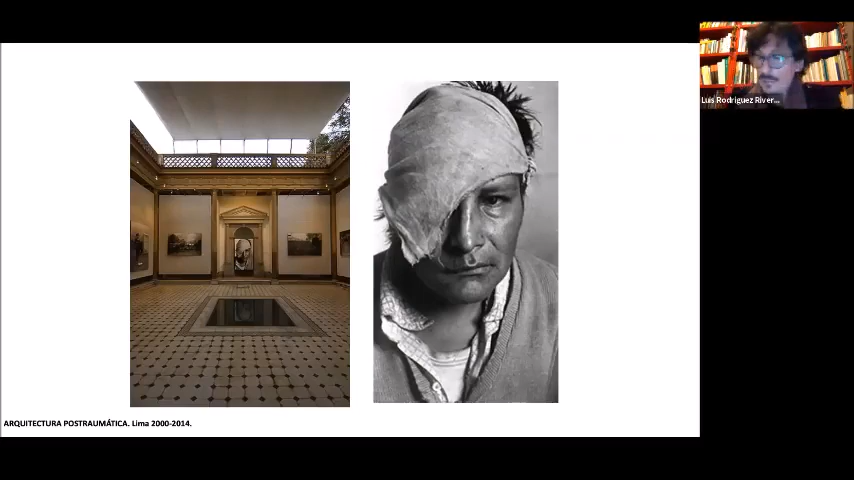 Luis Rodriguez River...
ARQUITECTURA POSTRAUMÁTICA. Lima 2000-2014.